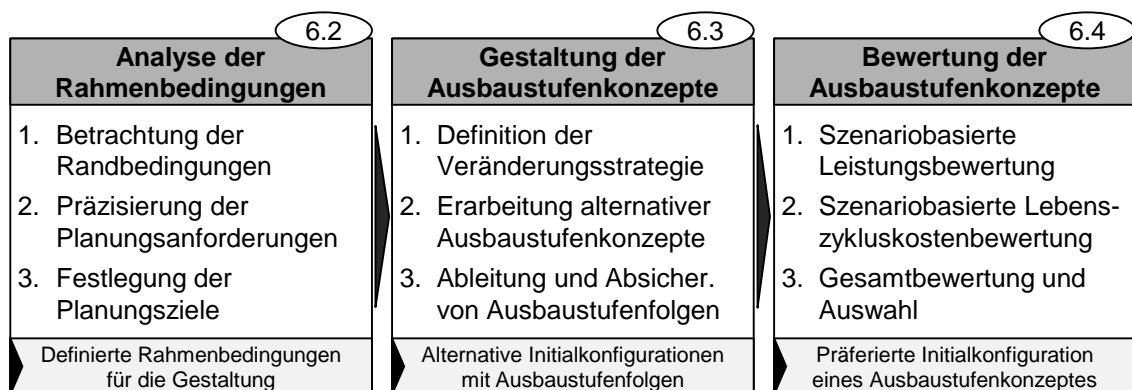 6.2
Analyse der
Rahmenbedingungen
1. Betrachtung der
Randbedingungen
2. Präzisierung der
Planungsanforderungen
3. Festlegung der
Planungsziele
Definierte Rahmenbedingungen
für die Gestaltung
6.3
Gestaltung der
Ausbaustufenkonzepte
1. Definition der
Veränderungsstrategie
2. Erarbeitung alternativer
Ausbaustufenkonzepte
3. Ableitung und Absicher.
von Ausbaustufenfolgen
Alternative Initialkonfigurationen
mit Ausbaustufenfolgen
6.4
Bewertung der
Ausbaustufenkonzepte
1. Szenariobasierte
Leistungsbewertung
2. Szenariobasierte Lebens-
zykluskostenbewertung
3. Gesamtbewertung und
Auswahl
Präferierte Initialkonfiguration
eines Ausbaustufenkonzeptes